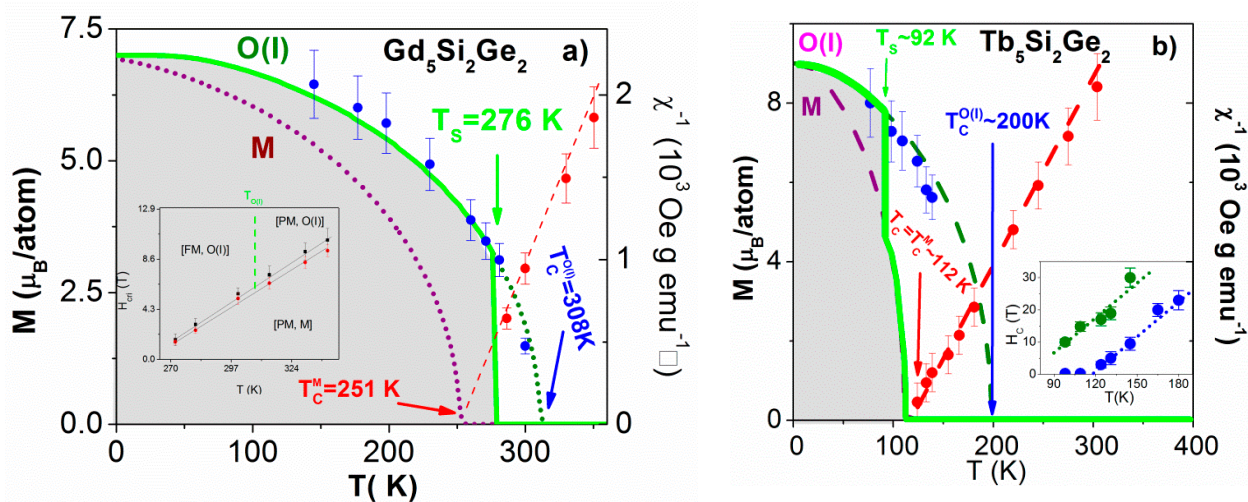 7.5
5.0
2.5
0.0
M (μB/atom)
O(I)
Gd5Si2Ge2
a)
M
TS=276 K
TCM=251 K
TCO(I)=308K
0
100
200
300
T( K)
2
1
0
χ-1 (103 Oe g emu-1□)
12.9
8.6
4.3
0.0
TO(I)
[PM, O(I)]
[FM, O(I)]
[PM, M]
270
297
324
T (K)
O(I)
TS~92 K
Tb5Si2Ge2
b)
M
TCO(I)~200K
TC=TCM~112 K
8
4
0
M (μB/atom)
χ-1 (103 Oe g emu-1)
0
100
200
300
400
T (K)
30
20
10
0
HC (T)
90
120
150
180
T(K)